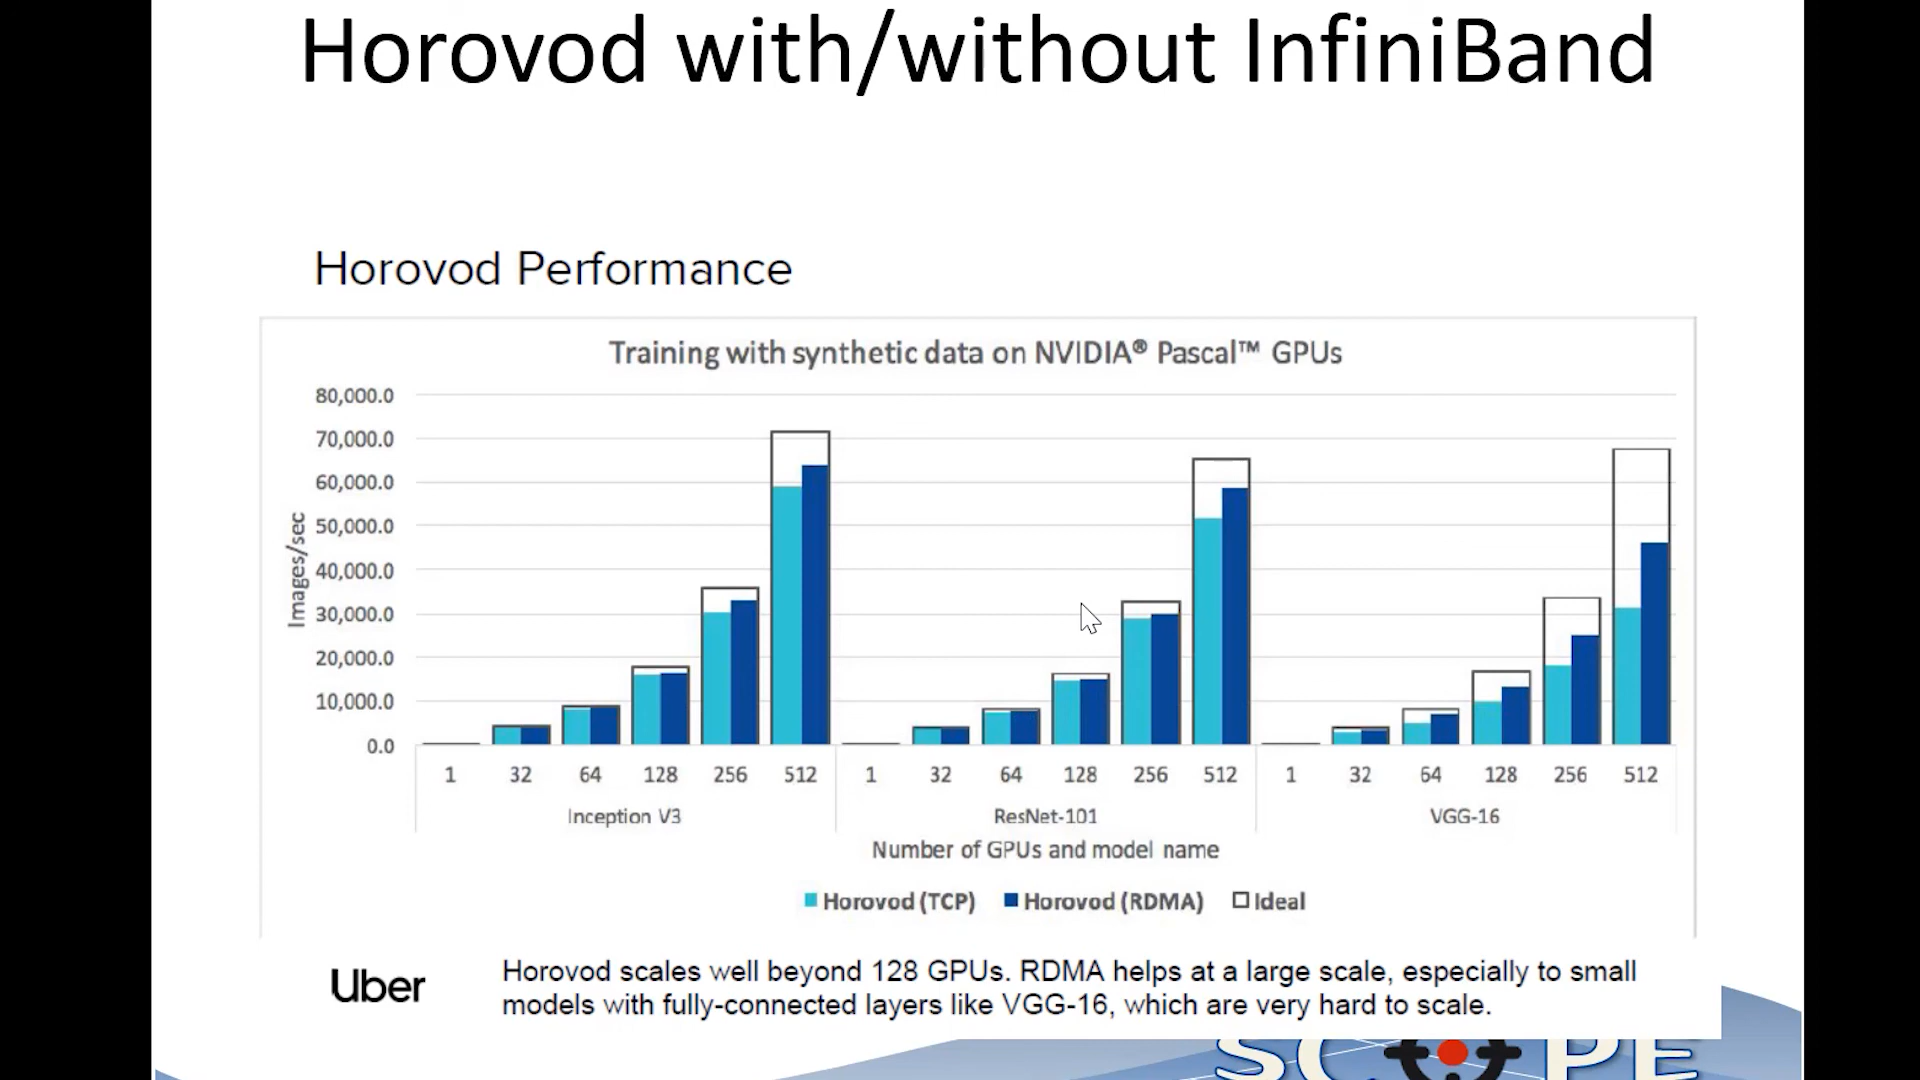 Horovod with/without InfiniBand
Horovod Performance
Training with synthetic data on NVIDIA® Pascal™ GPUs
80,000.0
70,000.0
60,000.0
50,000.0
40,000.0
30,000.0
20,000.0
10,000.0
0.0
Images/sec
1 32 64 128 256 512 1 32 64 128 256 512 1 32 64 128 256 512
Inception V3 ResNet-101 VGG-16
Number of GPUs and model name
Horovod (TCP) Horovod (RDMA) Ideal
Uber
Horovod scales well beyond 128 GPUs. RDMA helps at a large scale, especially to small
models with fully-connected layers like VGG-16, which are very hard to scale.